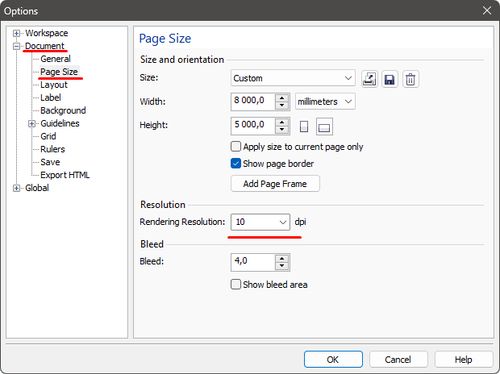 Options
Workspace
Document
General
Page Size
Layout
Label
Background
Guidelines
Grid
Rulers
Save
Export HTML
Global
Page Size
Size and orientation
Size: Custom
Width: 8 000,0 millimeters
Height: 5 000,0
Apply size to current page only
Show page border
Add Page Frame
Resolution
Rendering Resolution: 10 dpi
Bleed
Bleed: 4,0
Show bleed area
OK Cancel Help